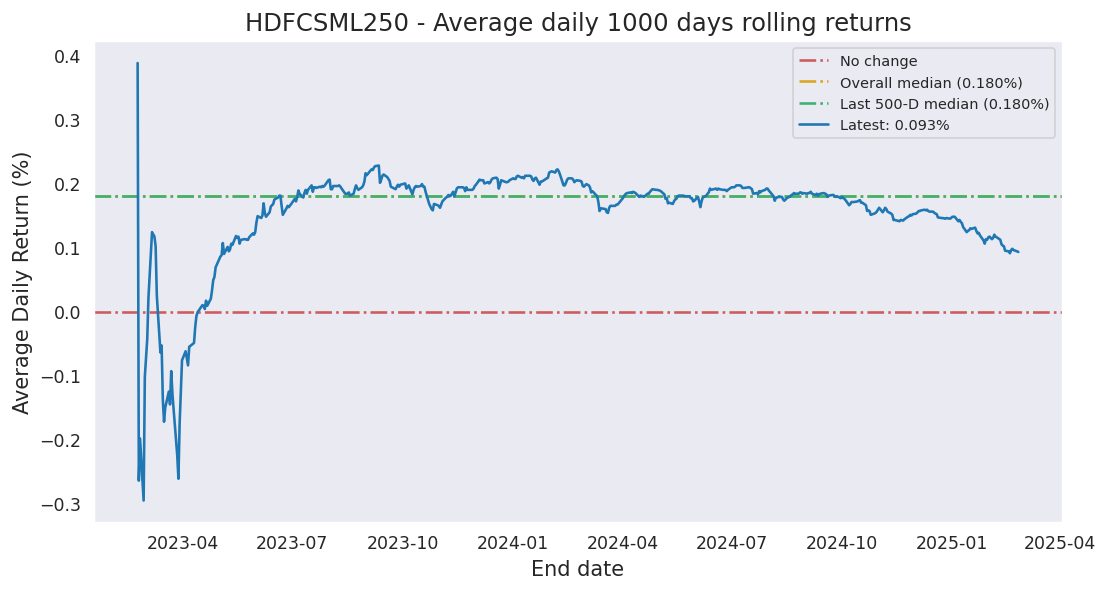 HDFCSML250 - Average daily 1000 days rolling returns
Average Daily Return (%)
0.4
0.3
0.2
0.1
0.0
−0.1
−0.2
−0.3
No change
Overall median (0.180%)
Last 500-D median (0.180%)
Latest: 0.093%
2023-04 2023-07 2023-10 2024-01 2024-04 2024-07 2024-10 2025-01 2025-04
End date